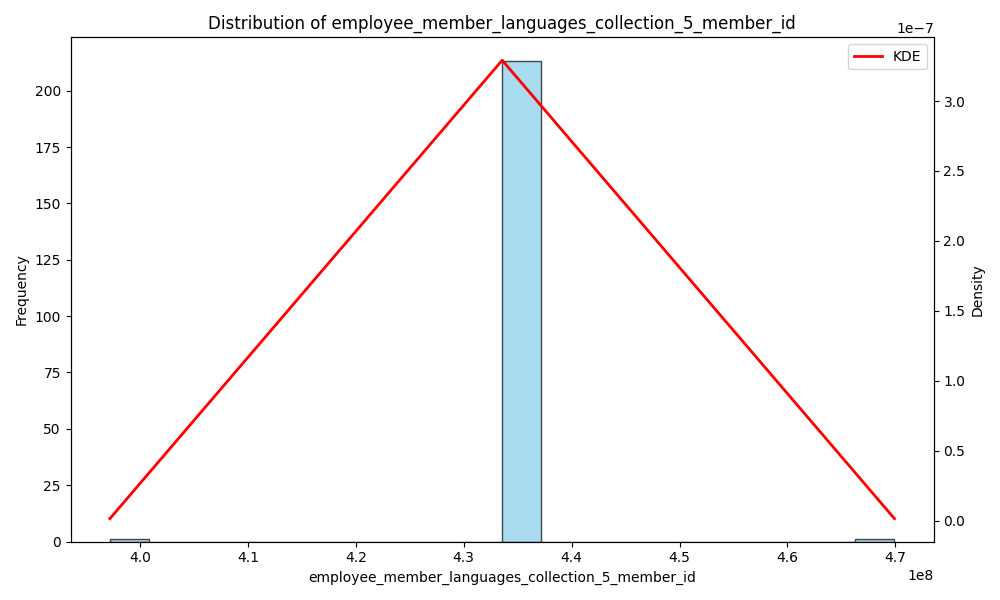 Distribution of employee_member_languages_collection_5_member_id
1e−7
KDE
200
175
150
125
100
75
50
25
0
Frequency
3.0
2.5
2.0
1.5
1.0
0.5
0.0
Density
4.0 4.1 4.2 4.3 4.4 4.5 4.6 4.7
1e8
employee_member_languages_collection_5_member_id